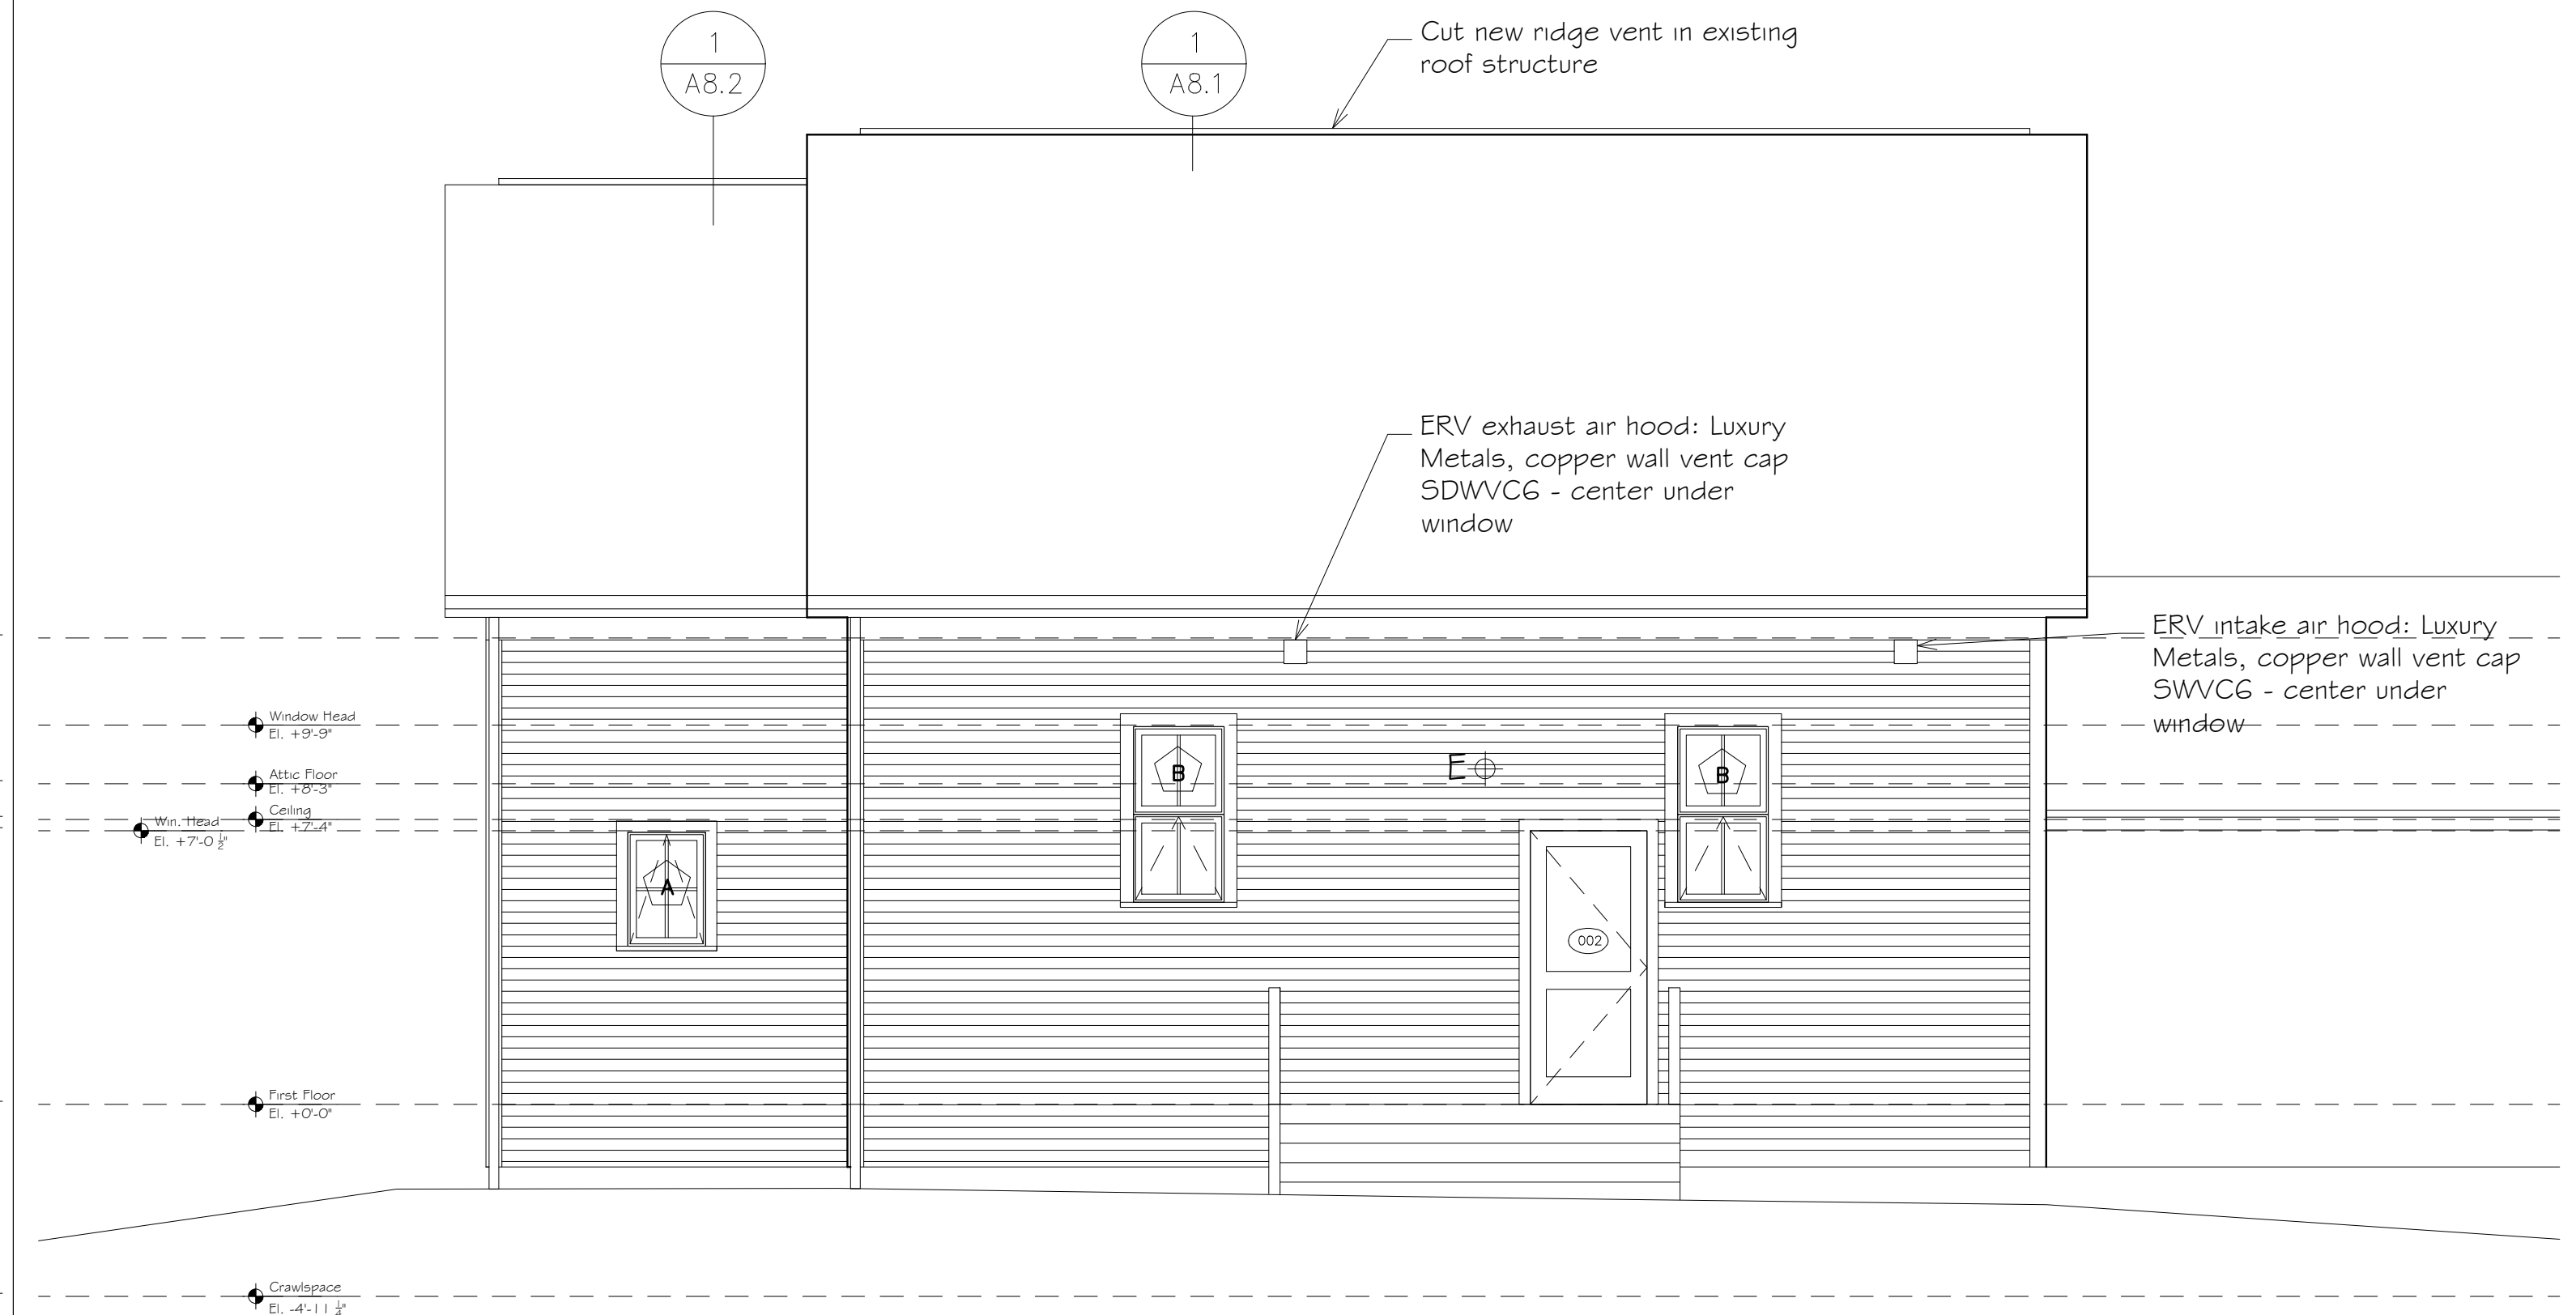 1
A8.2
1
A8.1
Cut new ridge vent in existing
roof structure
ERV exhaust air hood: Luxury
Metals, copper wall vent cap
SDWVC6 - center under
window
ERV intake air hood: Luxury
Metals, copper wall vent cap
SWVC6 - center under
window
Window Head
El. +9'-9"
Attic Floor
El. +8'-3"
Ceiling
El. +7'-4"
Win. Head
El. +7'-0 1/2"
B
E
B
A
002
First Floor
El. +0'-0"
Crawlspace
El. -4'-11 1/4"